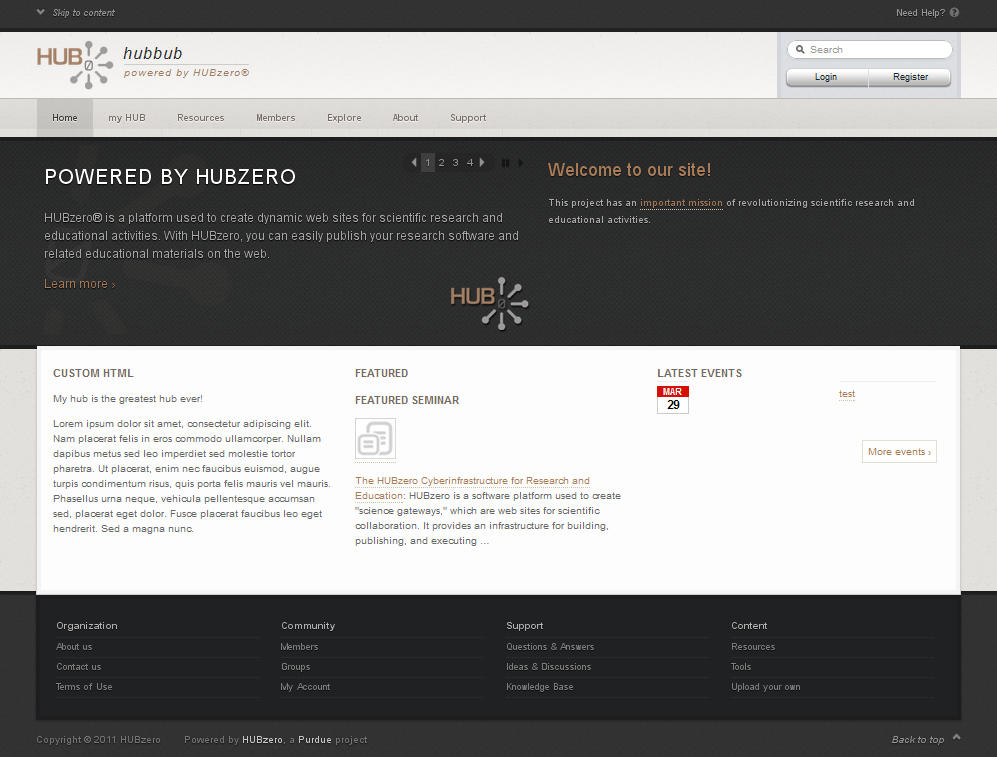 Skip to content
Need Help?
HUB0
hubbub
powered by HUBzero®
Search
Login Register
Home my HUB Resources Members Explore About Support
1 2 3 4
POWERED BY HUBZERO
HUBzero® is a platform used to create dynamic web sites for scientific research and
educational activities. With HUBzero, you can easily publish your research software and
related educational materials on the web.
Learn more ›
HUB0
Welcome to our site!
This project has an important mission of revolutionizing scientific research and
educational activities.
CUSTOM HTML
My hub is the greatest hub ever!
Lorem ipsum dolor sit amet, consectetur adipiscing elit.
Nam placerat felis in eros commodo ullamcorper. Nullam
dapibus metus sed leo imperdiet sed molestie tortor
pharetra. Ut placerat, enim nec faucibus euismod, augue
turpis condimentum risus, quis porta felis mauris vel mauris.
Phasellus urna neque, vehicula pellentesque accumsan
sed, placerat eget dolor. Fusce placerat faucibus leo eget
hendrerit. Sed a magna nunc.
FEATURED
FEATURED SEMINAR
The HUBzero Cyberinfrastructure for Research and
Education: HUBzero is a software platform used to create
"science gateways," which are web sites for scientific
collaboration. It provides an infrastructure for building,
publishing, and executing ...
LATEST EVENTS
MAR
29
test
More events ›
Organization
About us
Contact us
Terms of Use
Community
Members
Groups
My Account
Support
Questions & Answers
Ideas & Discussions
Knowledge Base
Content
Resources
Tools
Upload your own
Copyright © 2011 HUBzero Powered by HUBzero, a Purdue project
Back to top